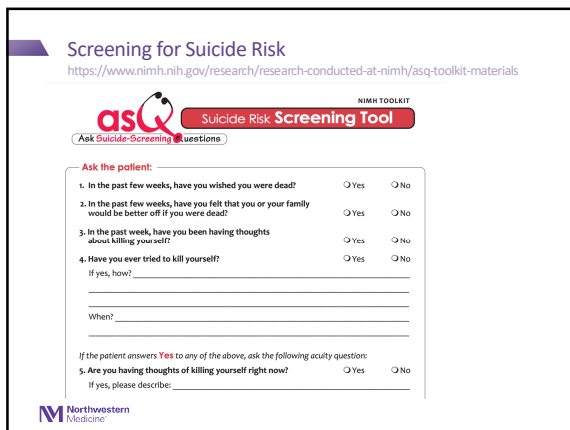 Screening for Suicide Risk
https://www.nimh.nih.gov/research/research-conducted-at-nimh/asq-toolkit-materials
NIMH TOOLKIT
asQ
Suicide Risk Screening Tool
Ask Suicide-Screening Questions
Ask the patient:
1. In the past few weeks, have you wished you were dead? Yes No
2. In the past few weeks, have you felt that you or your family
would be better off if you were dead? Yes No
3. In the past week, have you been having thoughts
about killing yourself? Yes No
4. Have you ever tried to kill yourself? Yes No
If yes, how?
When?
If the patient answers Yes to any of the above, ask the following acuity question:
5. Are you having thoughts of killing yourself right now? Yes No
If yes, please describe:
Northwestern
Medicine®